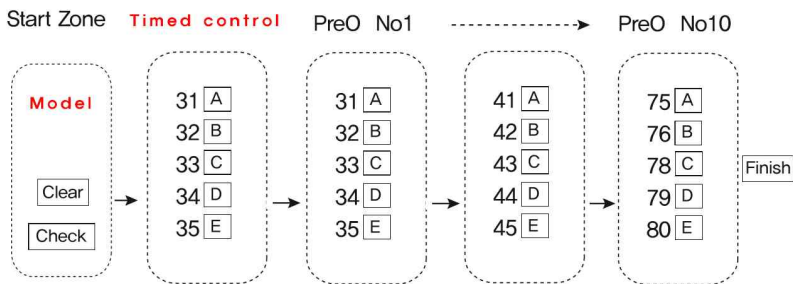 Start Zone
Timed control
PreO No1
PreO No10
Model
Clear
Check
31 A
32 B
33 C
34 D
35 E
31 A
32 B
33 C
34 D
35 E
41 A
42 B
43 C
44 D
45 E
75 A
76 B
78 C
79 D
80 E
Finish